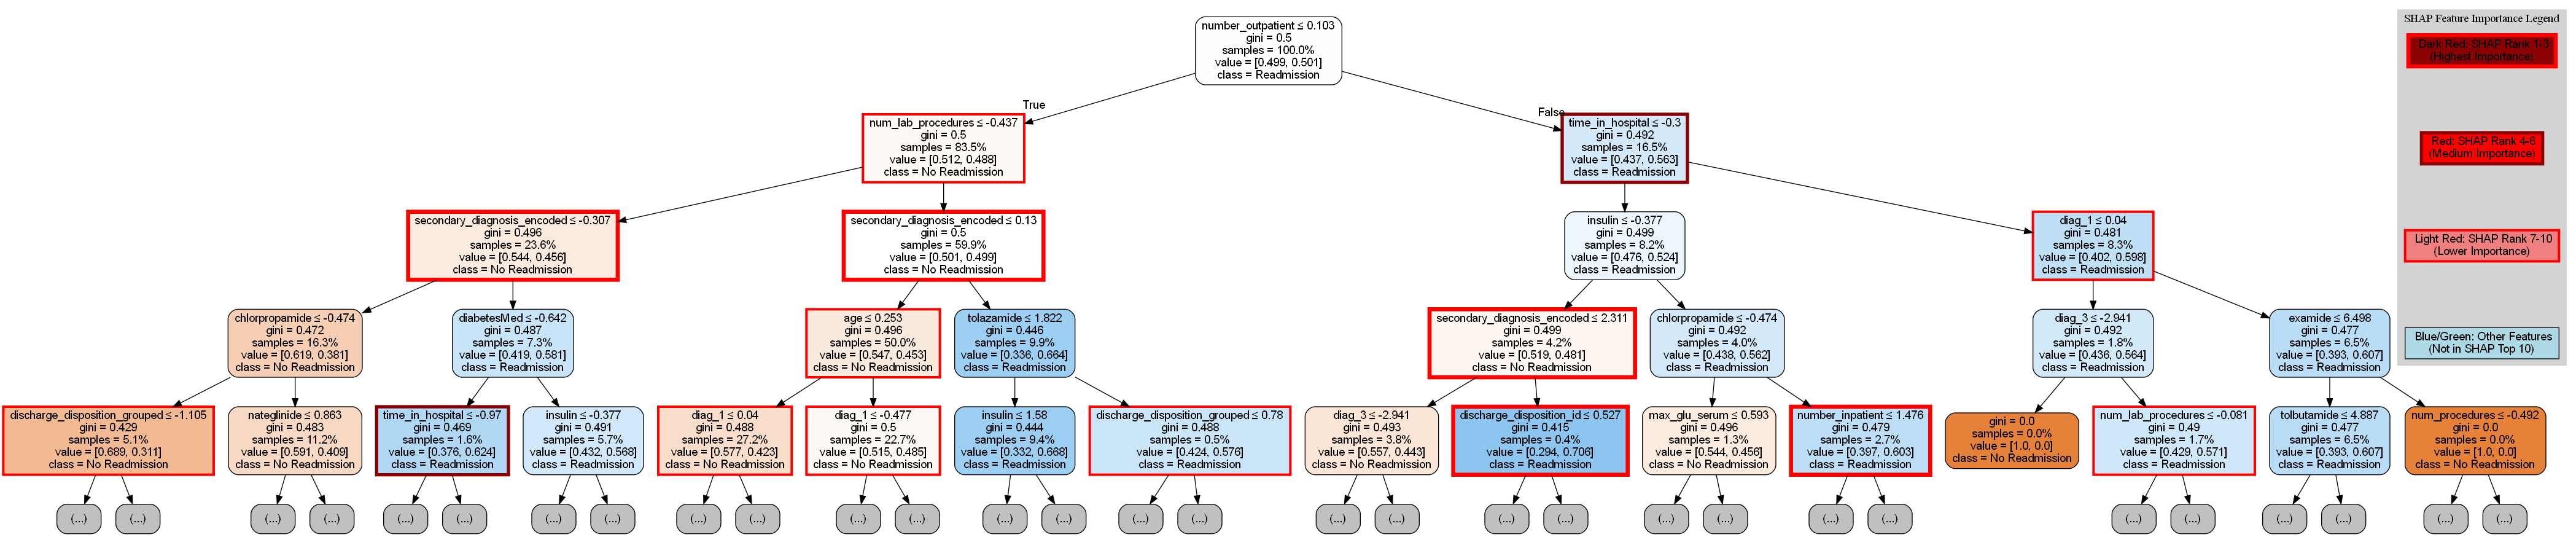 number_outpatient ≤ 0.103
gini = 0.5
samples = 100.0%
value = [0.499, 0.501]
class = Readmission
SHAP Feature Importance Legend
Dark Red: SHAP Rank 1-3
(Highest Importance)
Red: SHAP Rank 4-6
(Medium Importance)
Light Red: SHAP Rank 7-10
(Lower Importance)
Blue/Green: Other Features
(Not in SHAP Top 10)
True
False
num_lab_procedures ≤ -0.437
gini = 0.5
samples = 83.5%
value = [0.512, 0.488]
class = No Readmission
time_in_hospital ≤ -0.3
gini = 0.492
samples = 16.5%
value = [0.437, 0.563]
class = Readmission
secondary_diagnosis_encoded ≤ -0.307
gini = 0.496
samples = 23.6%
value = [0.544, 0.456]
class = No Readmission
secondary_diagnosis_encoded ≤ 0.13
gini = 0.5
samples = 59.9%
value = [0.501, 0.499]
class = No Readmission
insulin ≤ -0.377
gini = 0.499
samples = 8.2%
value = [0.476, 0.524]
class = Readmission
diag_1 ≤ 0.04
gini = 0.481
samples = 8.3%
value = [0.402, 0.598]
class = Readmission
chlorpropamide ≤ -0.474
gini = 0.472
samples = 16.3%
value = [0.619, 0.381]
class = No Readmission
diabetesMed ≤ -0.642
gini = 0.487
samples = 7.3%
value = [0.419, 0.581]
class = Readmission
age ≤ 0.253
gini = 0.496
samples = 50.0%
value = [0.547, 0.453]
class = No Readmission
tolazamide ≤ 1.822
gini = 0.446
samples = 9.9%
value = [0.336, 0.664]
class = Readmission
secondary_diagnosis_encoded ≤ 2.311
gini = 0.499
samples = 4.2%
value = [0.519, 0.481]
class = No Readmission
chlorpropamide ≤ -0.474
gini = 0.492
samples = 4.0%
value = [0.438, 0.562]
class = Readmission
diag_3 ≤ -2.941
gini = 0.492
samples = 1.8%
value = [0.436, 0.564]
class = Readmission
examide ≤ 6.498
gini = 0.477
samples = 6.5%
value = [0.393, 0.607]
class = Readmission
discharge_disposition_grouped ≤ -1.105
gini = 0.429
samples = 5.1%
value = [0.689, 0.311]
class = No Readmission
nateglinide ≤ 0.863
gini = 0.483
samples = 11.2%
value = [0.591, 0.409]
class = No Readmission
time_in_hospital ≤ -0.97
gini = 0.469
samples = 1.6%
value = [0.376, 0.624]
class = Readmission
insulin ≤ -0.377
gini = 0.491
samples = 5.7%
value = [0.432, 0.568]
class = Readmission
diag_1 ≤ 0.04
gini = 0.488
samples = 27.2%
value = [0.577, 0.423]
class = No Readmission
diag_1 ≤ -0.477
gini = 0.5
samples = 22.7%
value = [0.515, 0.485]
class = No Readmission
insulin ≤ 1.58
gini = 0.444
samples = 9.4%
value = [0.332, 0.668]
class = Readmission
discharge_disposition_grouped ≤ 0.78
gini = 0.488
samples = 0.5%
value = [0.424, 0.576]
class = Readmission
diag_3 ≤ -2.941
gini = 0.493
samples = 3.8%
value = [0.557, 0.443]
class = No Readmission
discharge_disposition_id ≤ 0.527
gini = 0.415
samples = 0.4%
value = [0.294, 0.706]
class = Readmission
max_glu_serum ≤ 0.593
gini = 0.496
samples = 1.3%
value = [0.544, 0.456]
class = No Readmission
number_inpatient ≤ 1.476
gini = 0.479
samples = 2.7%
value = [0.397, 0.603]
class = Readmission
gini = 0.0
samples = 0.0%
value = [1.0, 0.0]
class = No Readmission
num_lab_procedures ≤ -0.081
gini = 0.49
samples = 1.7%
value = [0.429, 0.571]
class = Readmission
tolbutamide ≤ 4.887
gini = 0.477
samples = 6.5%
value = [0.393, 0.607]
class = Readmission
num_procedures ≤ -0.492
gini = 0.0
samples = 0.0%
value = [1.0, 0.0]
class = No Readmission
(...) (...) (...) (...) (...) (...) (...) (...) (...) (...) (...) (...) (...) (...) (...) (...) (...) (...) (...) (...) (...) (...) (...) (...) (...) (...) (...) (...) (...) (...)